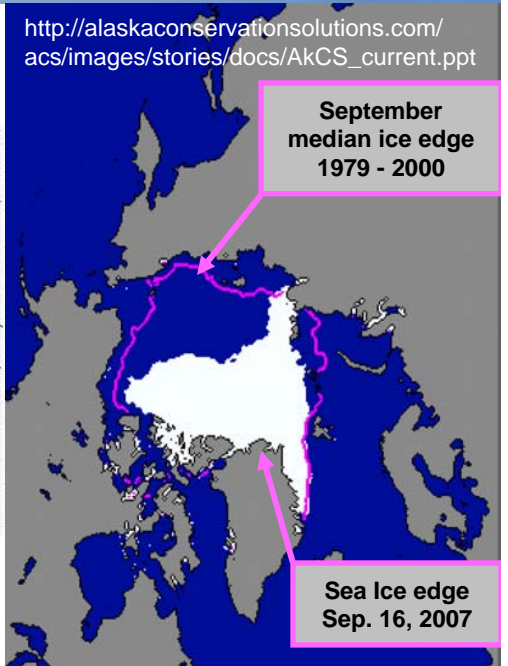 http://alaskaconservationsolutions.com/
acs/images/stories/docs/AkCS_current.ppt
September
median ice edge
1979 - 2000
Sea Ice edge
Sep. 16, 2007